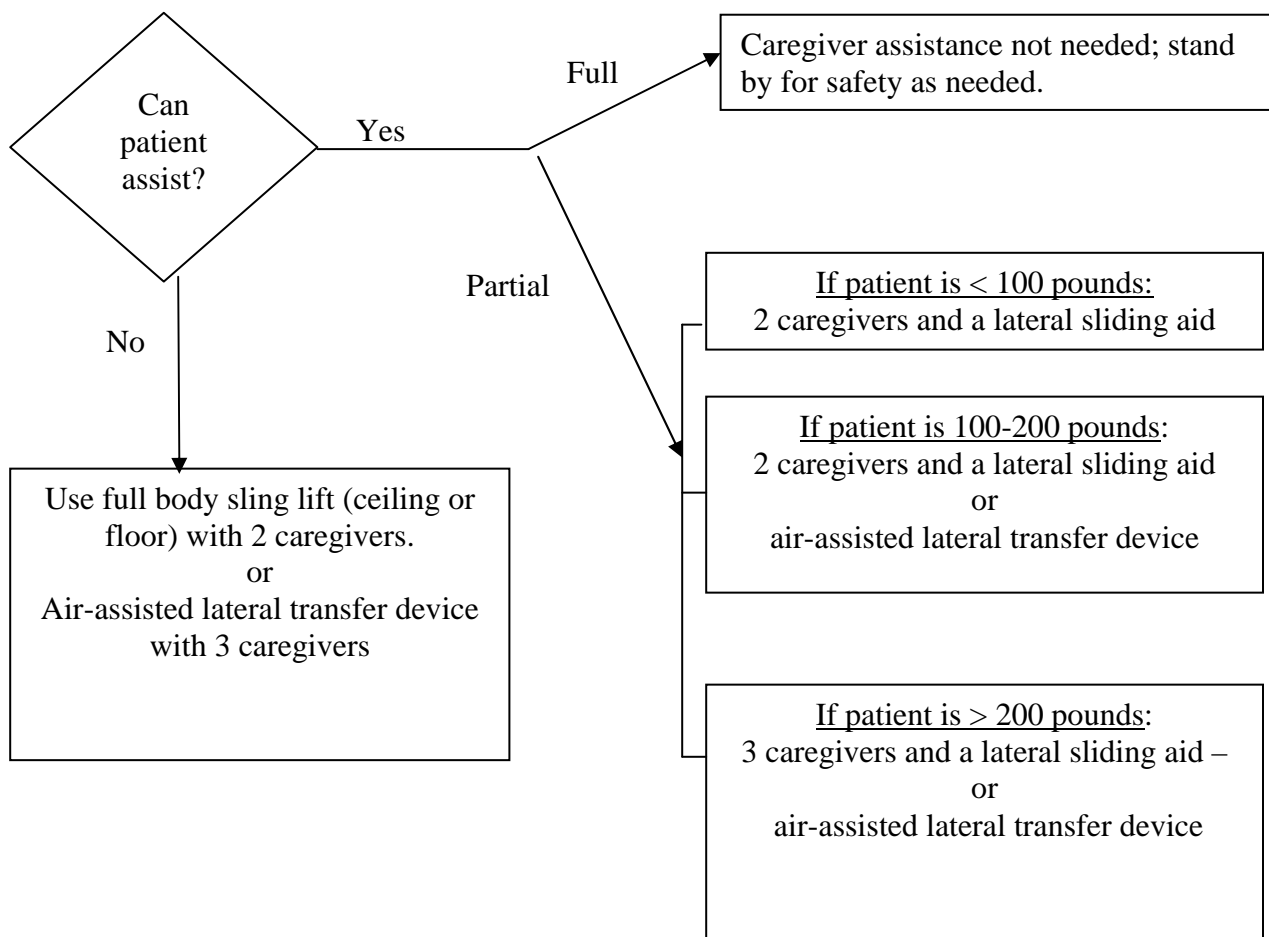 Can
patient
assist?
Yes
Full
Caregiver assistance not needed; stand
by for safety as needed.
Partial
No
If patient is < 100 pounds:
2 caregivers and a lateral sliding aid
If patient is 100-200 pounds:
2 caregivers and a lateral sliding aid
or
air-assisted lateral transfer device
Use full body sling lift (ceiling or
floor) with 2 caregivers.
or
Air-assisted lateral transfer device
with 3 caregivers
If patient is > 200 pounds:
3 caregivers and a lateral sliding aid –
or
air-assisted lateral transfer device